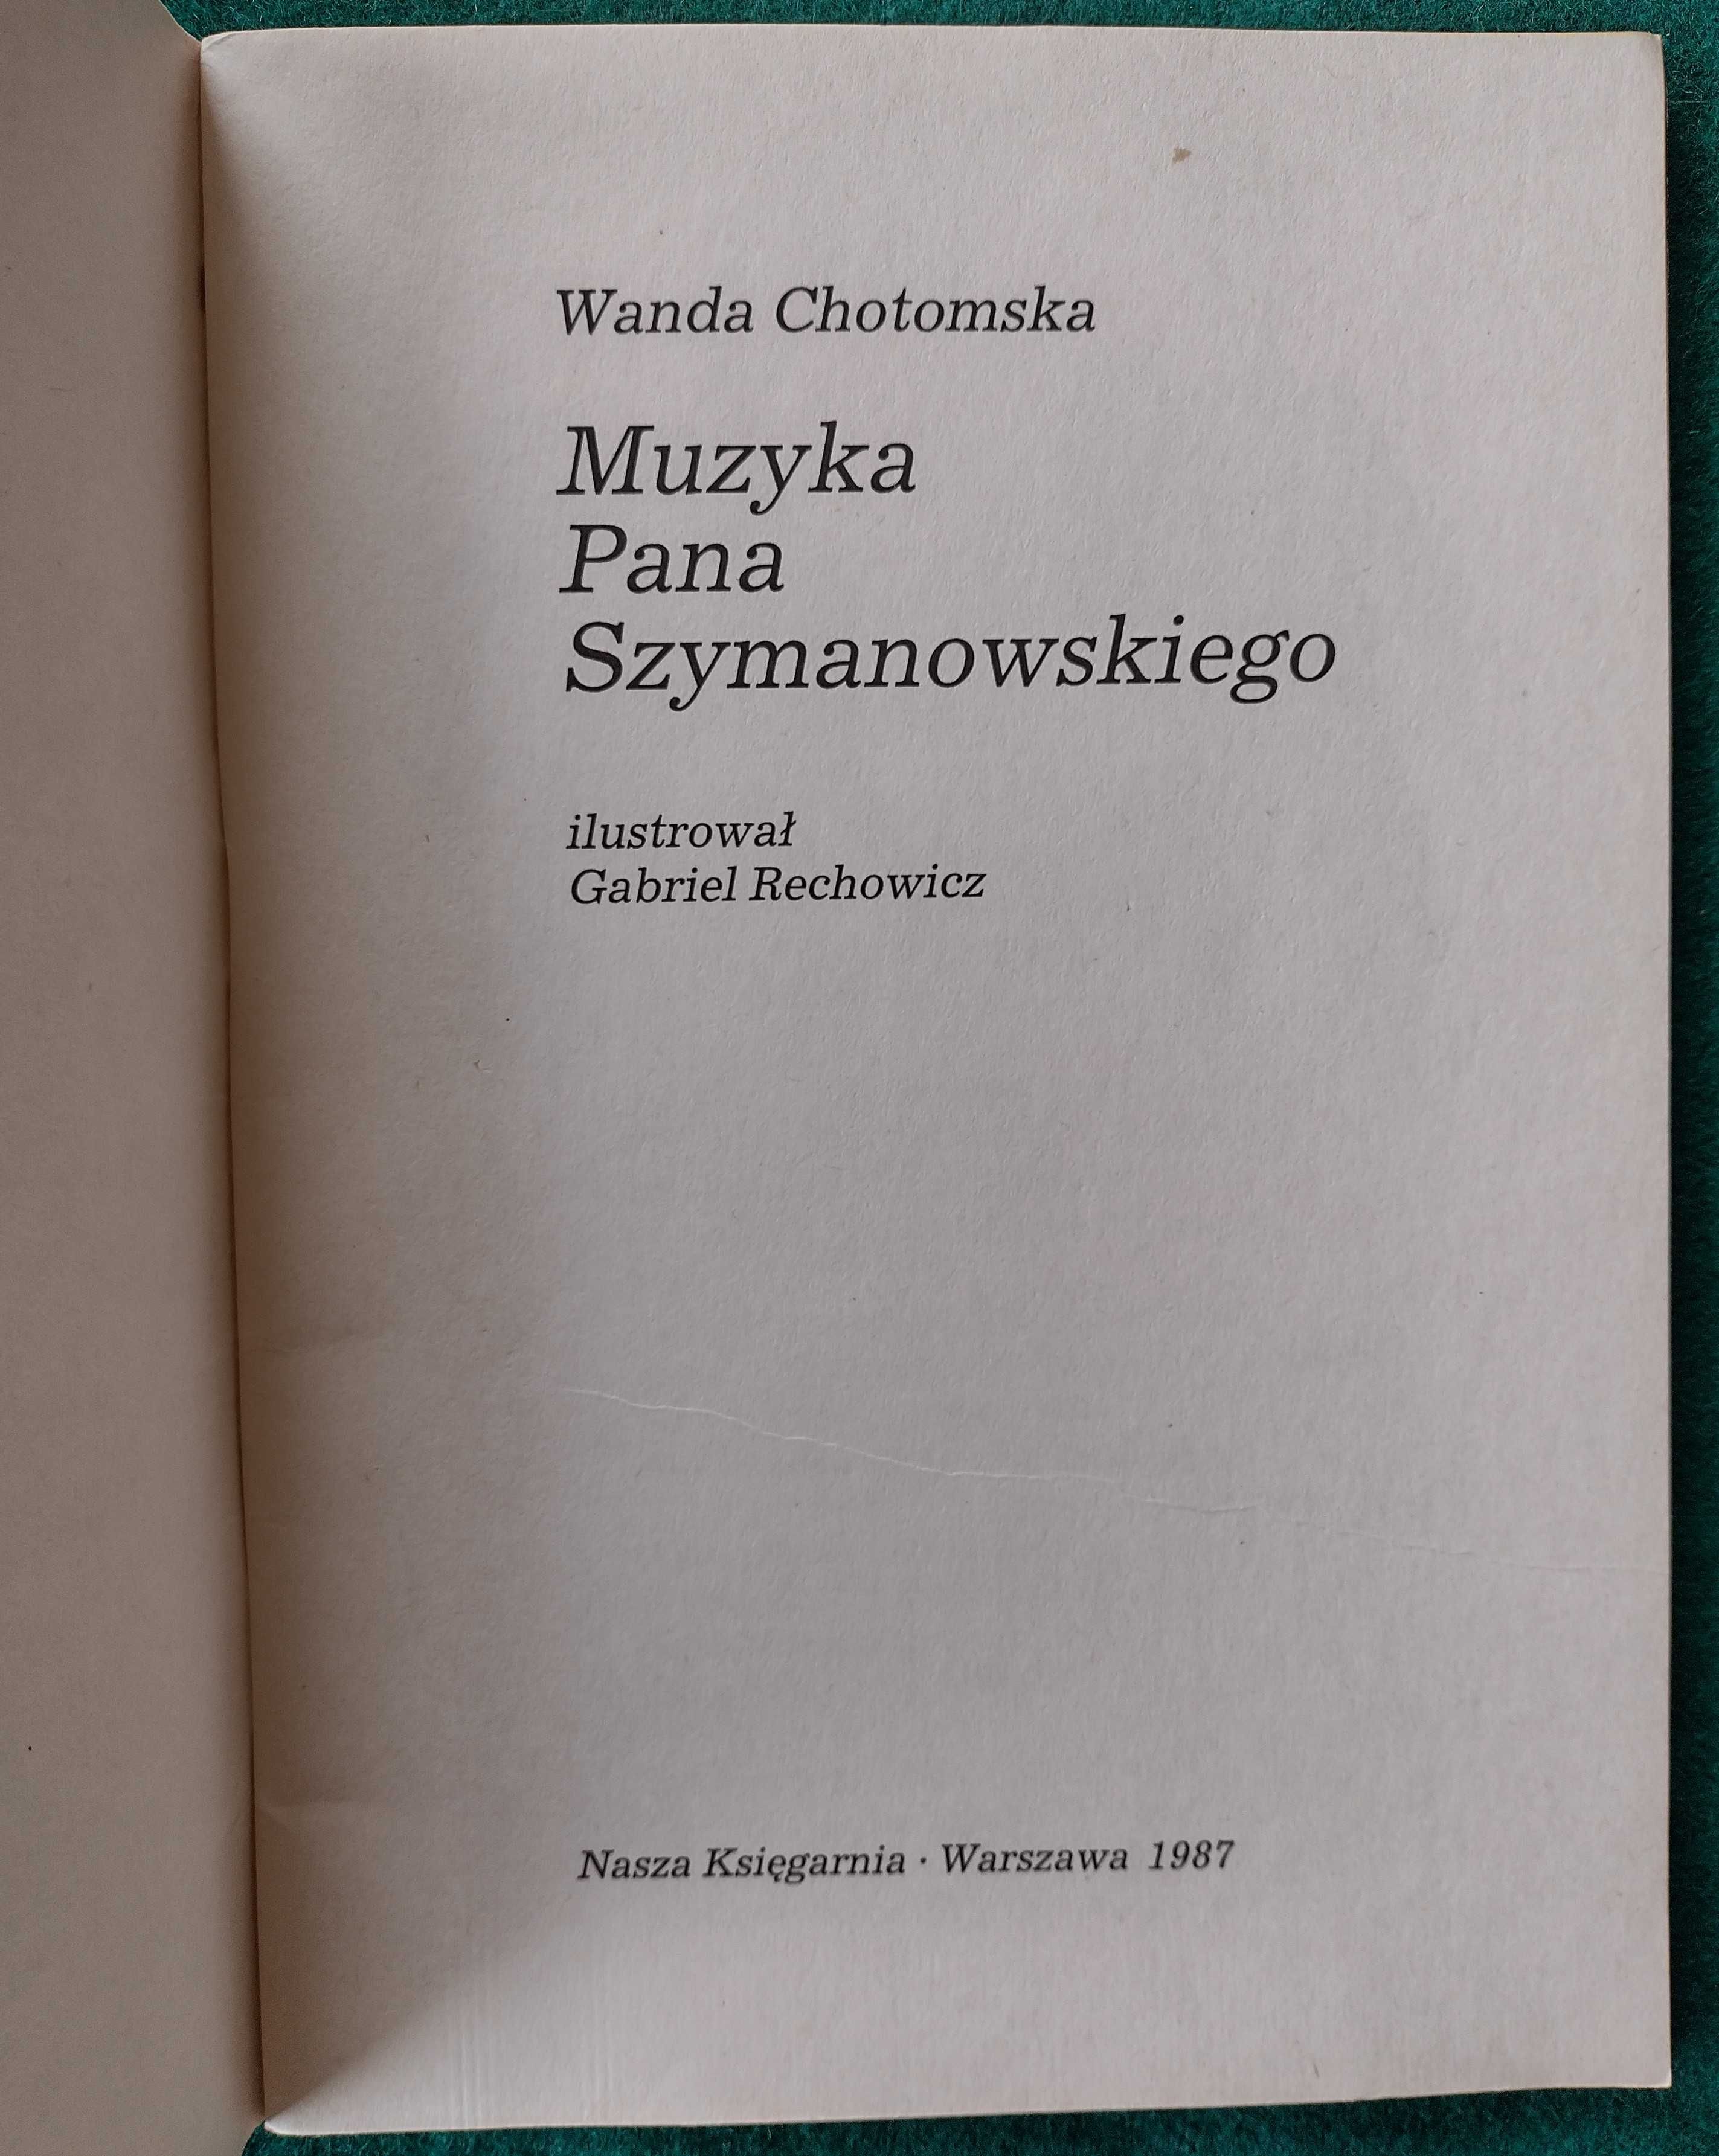 Wanda Chotomska
Muzyka
Pana
Szymanowskiego
ilustrował
Gabriel Rechowicz
Nasza Księgarnia · Warszawa 1987